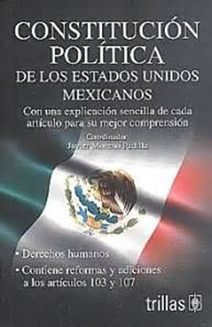 CONSTITUCIÓN
POLÍTICA
DE LOS ESTADOS UNIDOS
MEXICANOS
Con una explicación sencilla de cada
artículo para su mejor comprensión
Coordinador
Javier Moreno Padilla
• Derechos humanos
• Contiene reformas y adiciones
a los artículos 103 y 107
trillas